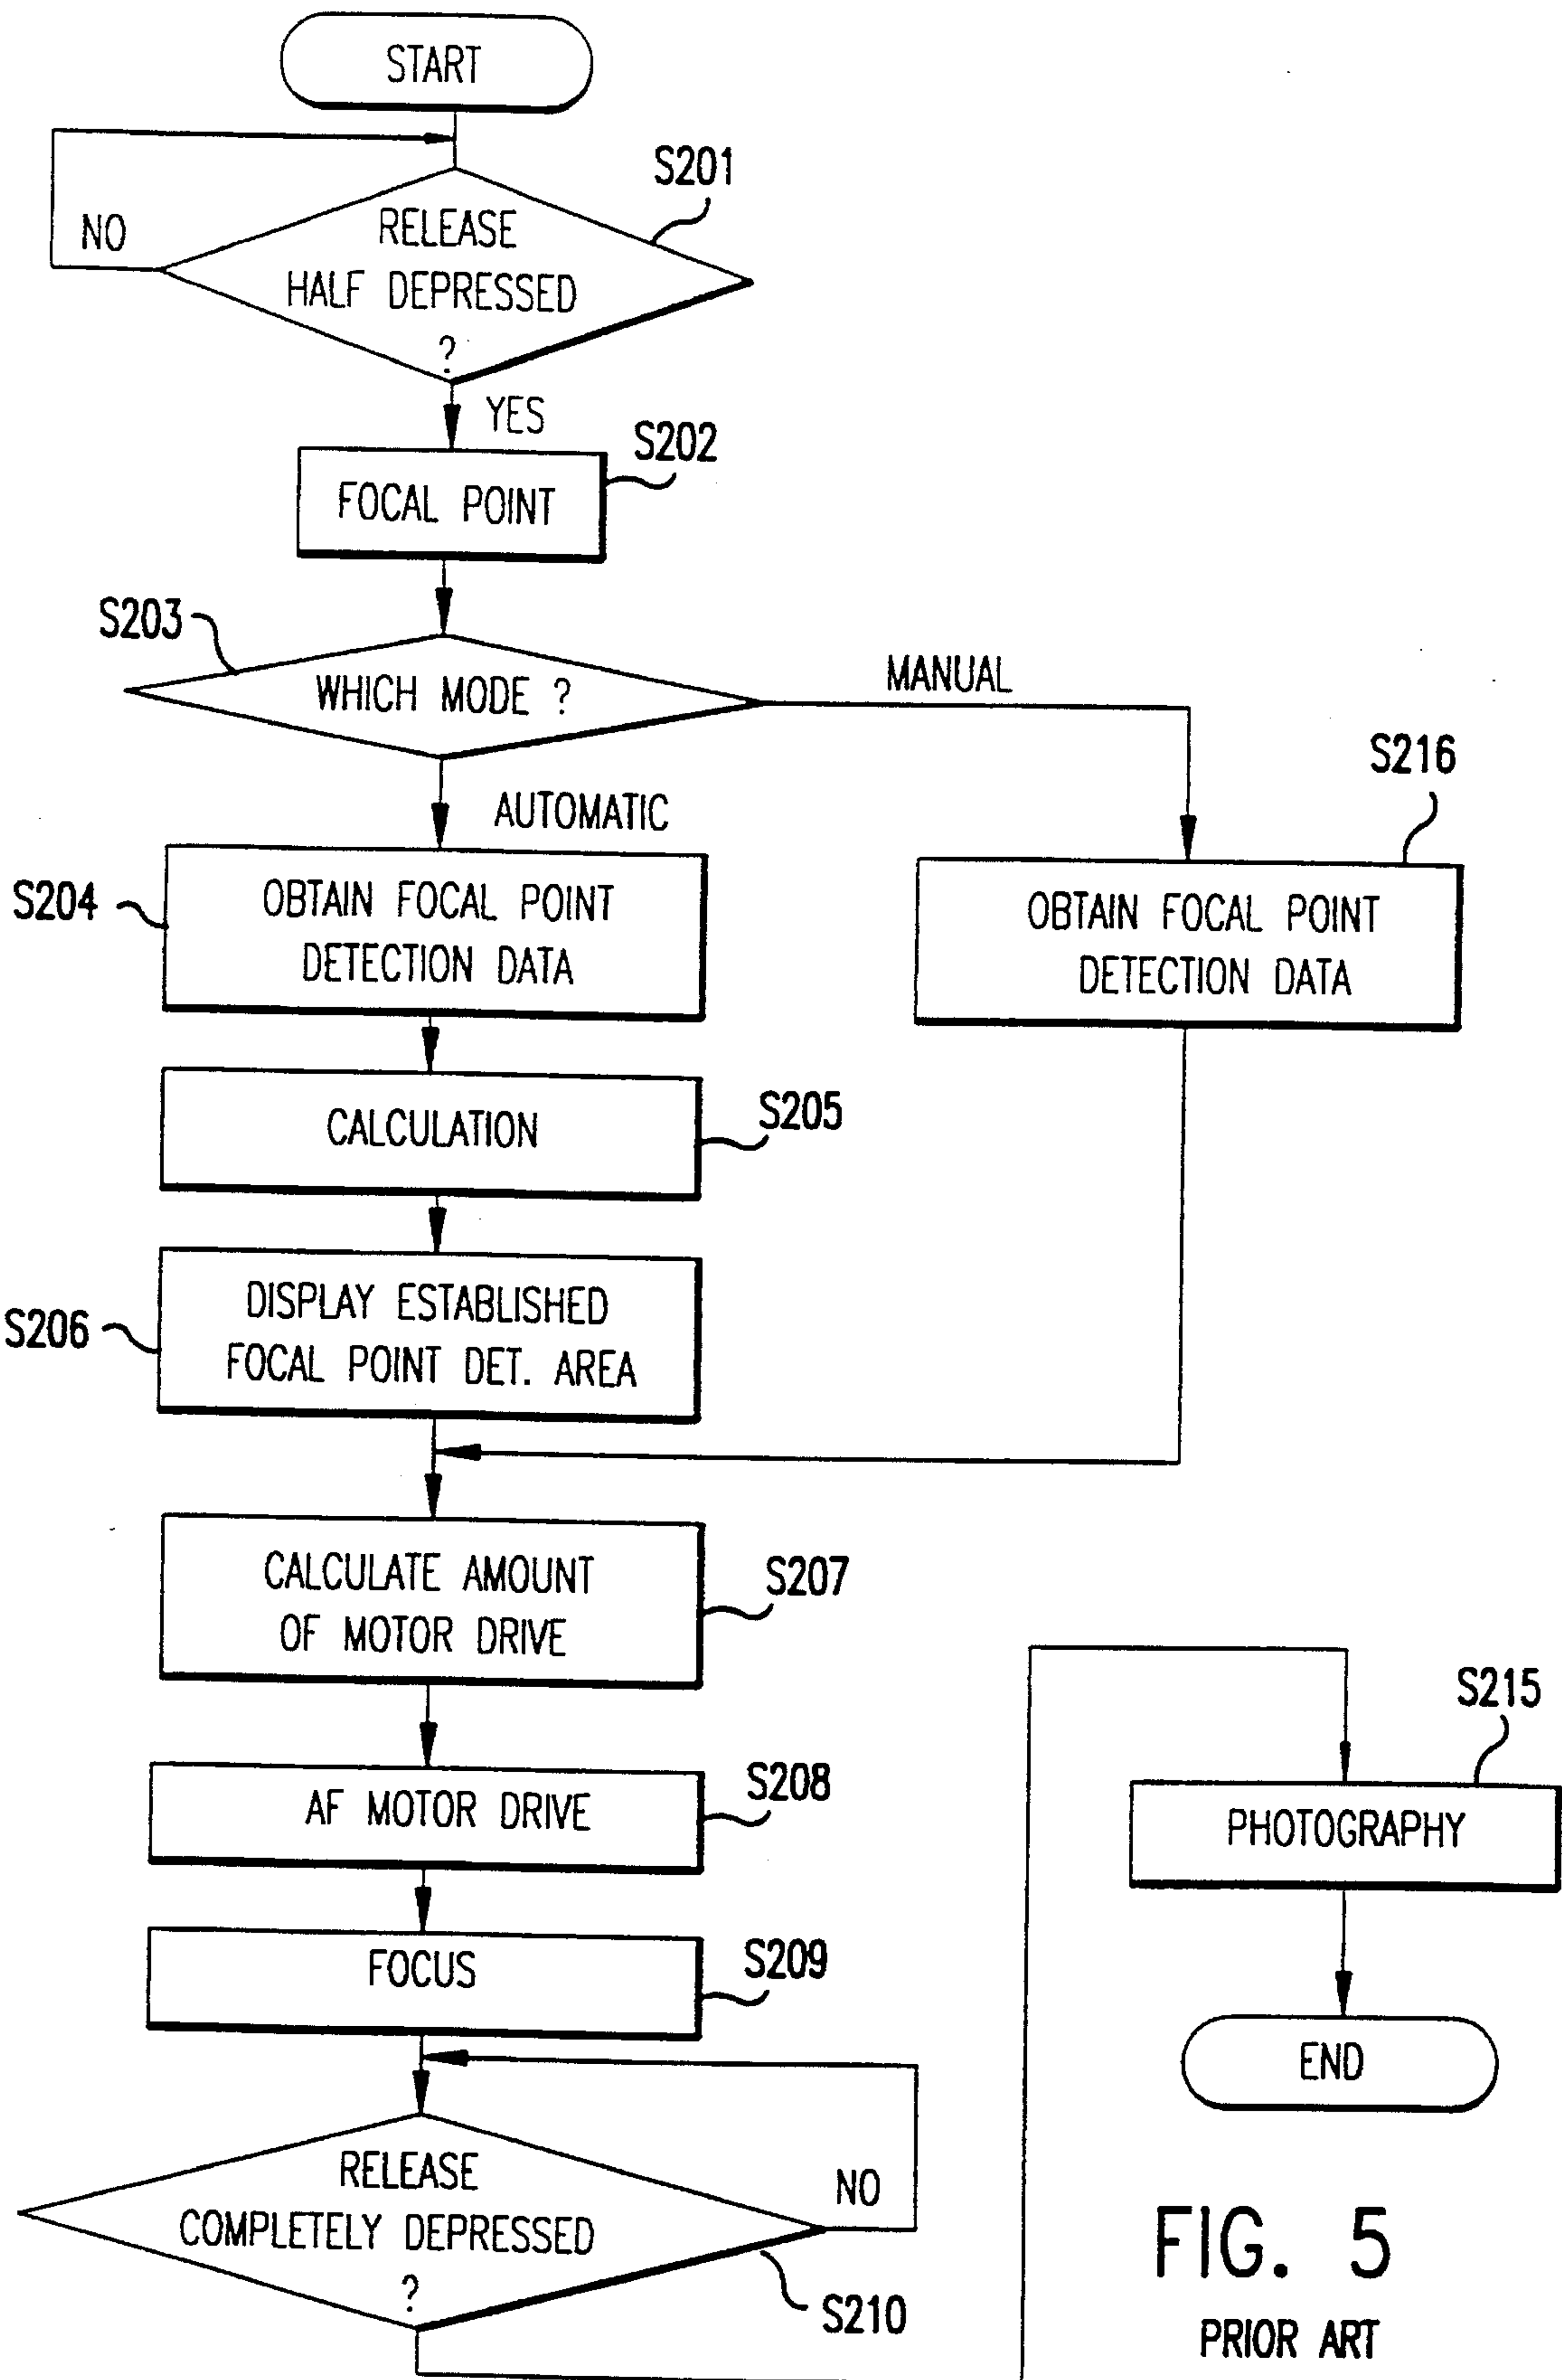 START
S201
NO
RELEASE
HALF DEPRESSED
?
YES
S202
FOCAL POINT
S203
WHICH MODE ?
MANUAL
S216
AUTOMATIC
S204
OBTAIN FOCAL POINT
DETECTION DATA
OBTAIN FOCAL POINT
DETECTION DATA
CALCULATION
S205
S206
DISPLAY ESTABLISHED
FOCAL POINT DET. AREA
CALCULATE AMOUNT
OF MOTOR DRIVE
S207
S215
AF MOTOR DRIVE
S208
PHOTOGRAPHY
FOCUS
S209
END
RELEASE
COMPLETELY DEPRESSED
?
NO
S210
FIG. 5
PRIOR ART